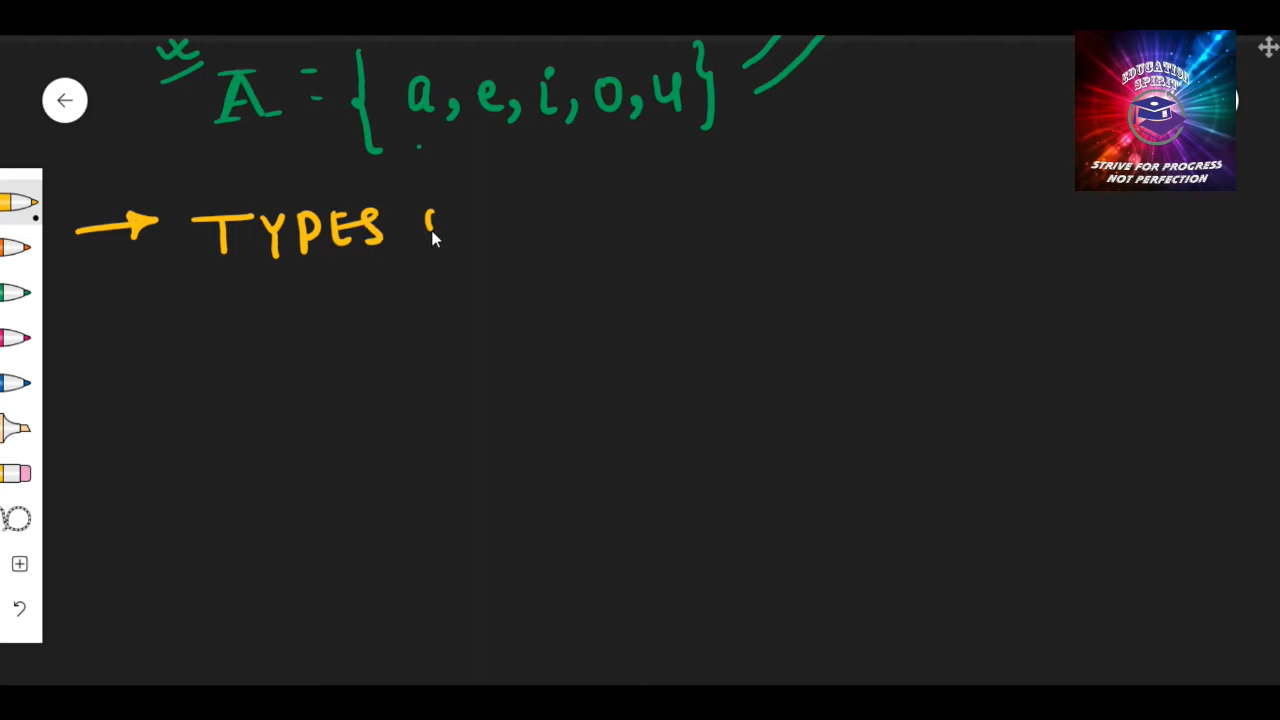 A = { a, e, i, o, u }
→ TYPES
EDUCATION
SPIRIT
STRIVE FOR PROGRESS
NOT PERFECTION